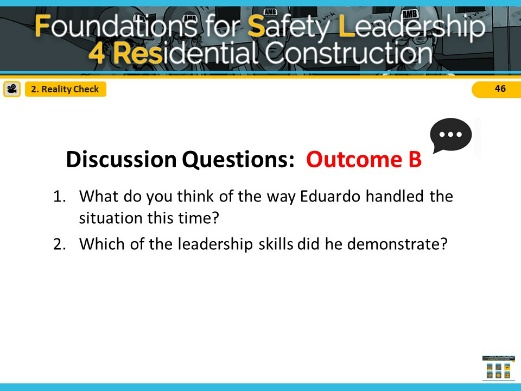 Foundations for Safety Leadership
4 Residential Construction
2. Reality Check
46
Discussion Questions: Outcome B
1. What do you think of the way Eduardo handled the
situation this time?
2. Which of the leadership skills did he demonstrate?